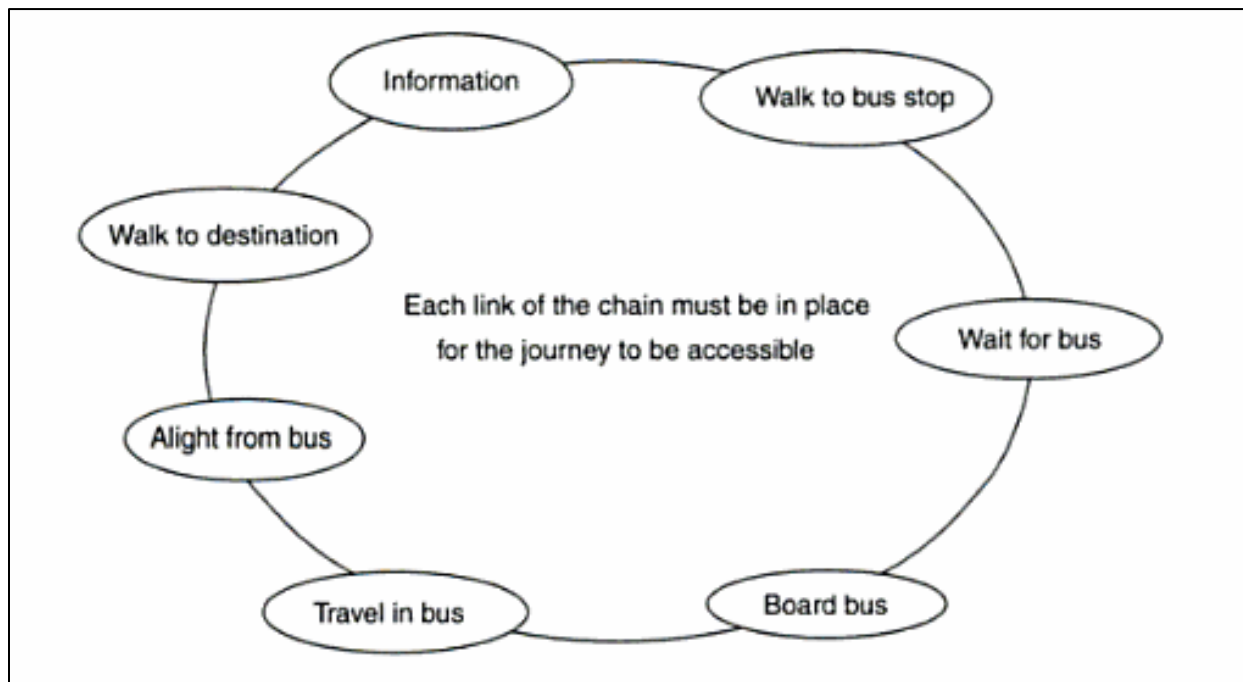 Information
Walk to bus stop
Wait for bus
Board bus
Travel in bus
Alight from bus
Walk to destination
Each link of the chain must be in place
for the journey to be accessible